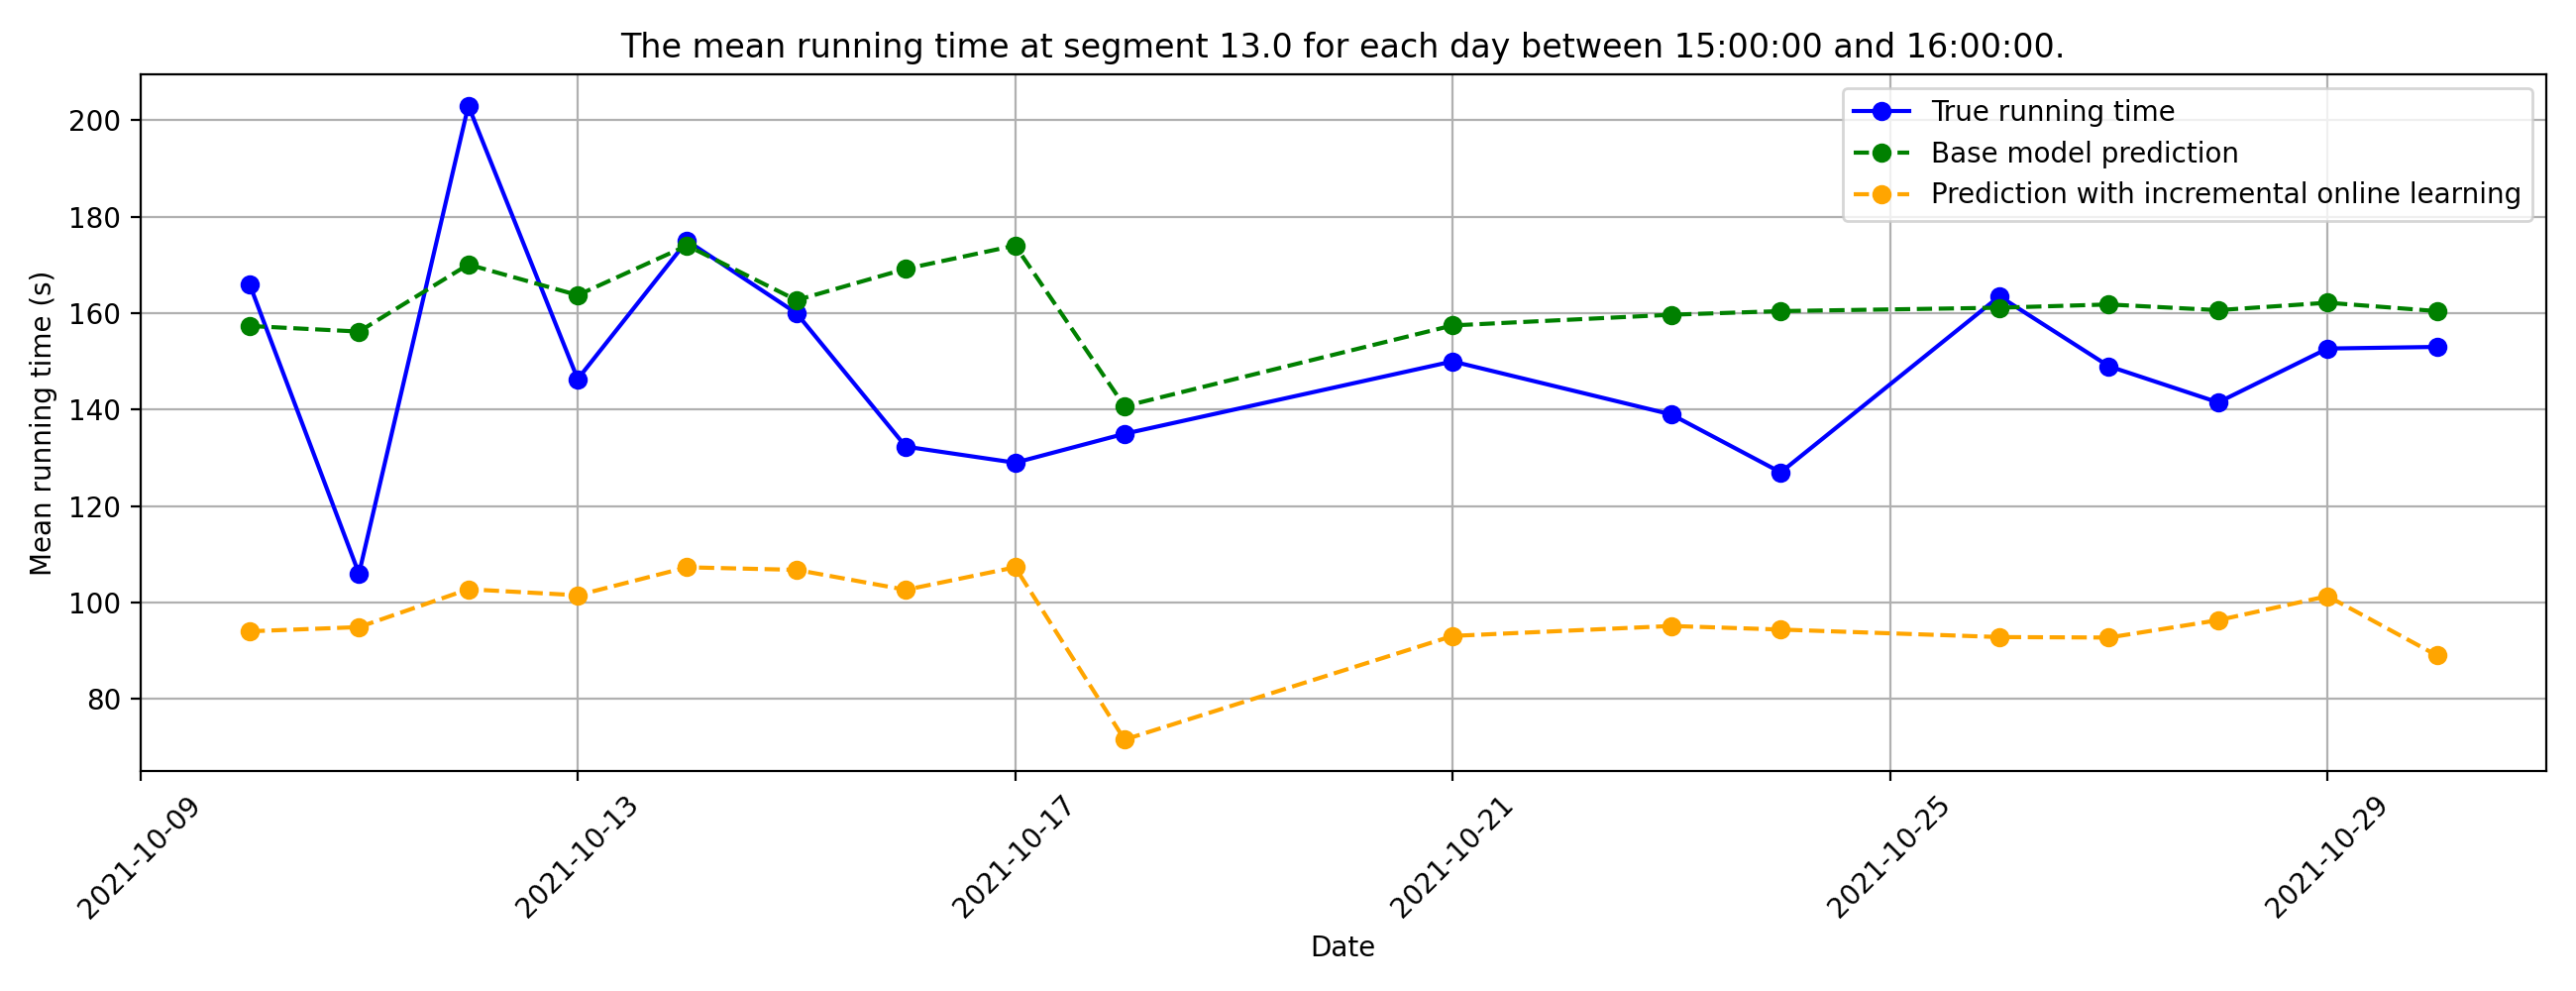 The mean running time at segment 13.0 for each day between 15:00:00 and 16:00:00.
True running time
Base model prediction
Prediction with incremental online learning
Mean running time (s)
200
180
160
140
120
100
80
2021-10-09
2021-10-13
2021-10-17
2021-10-21
2021-10-25
2021-10-29
Date